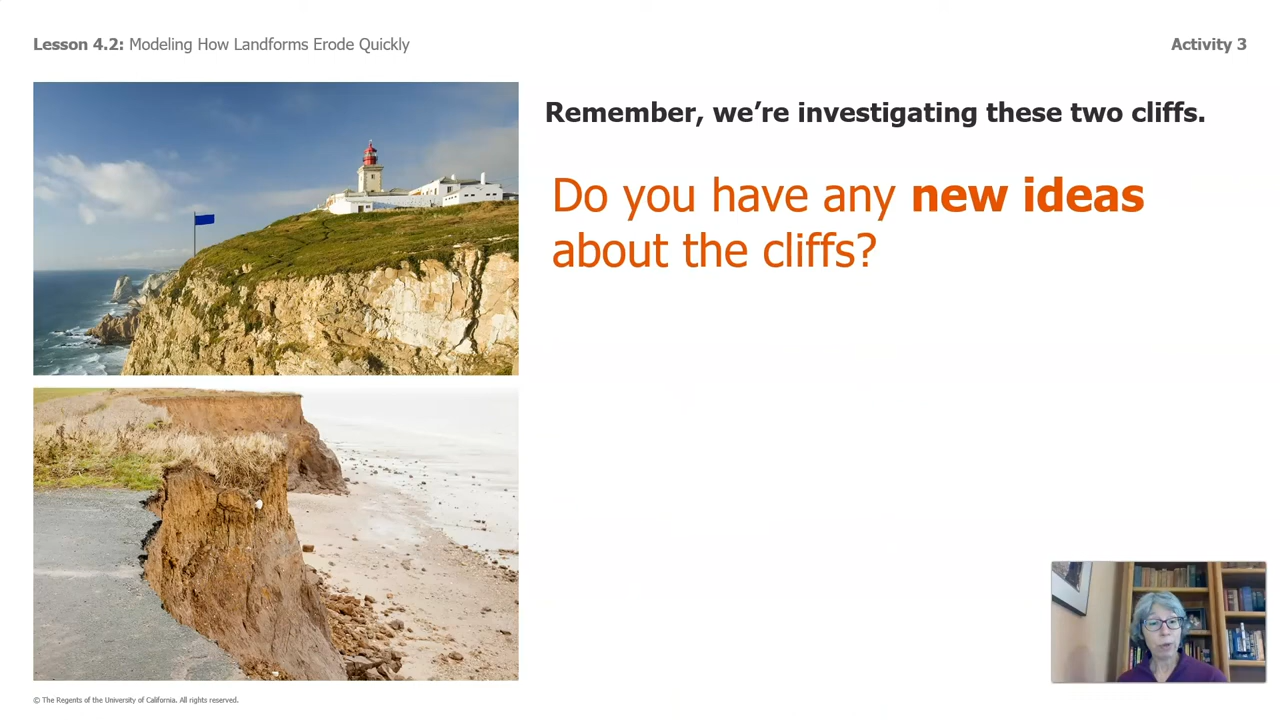 Lesson 4.2: Modeling How Landforms Erode Quickly
Activity 3
Remember, we're investigating these two cliffs.
Do you have any new ideas
about the cliffs?
© The Regents of the University of California. All rights reserved.